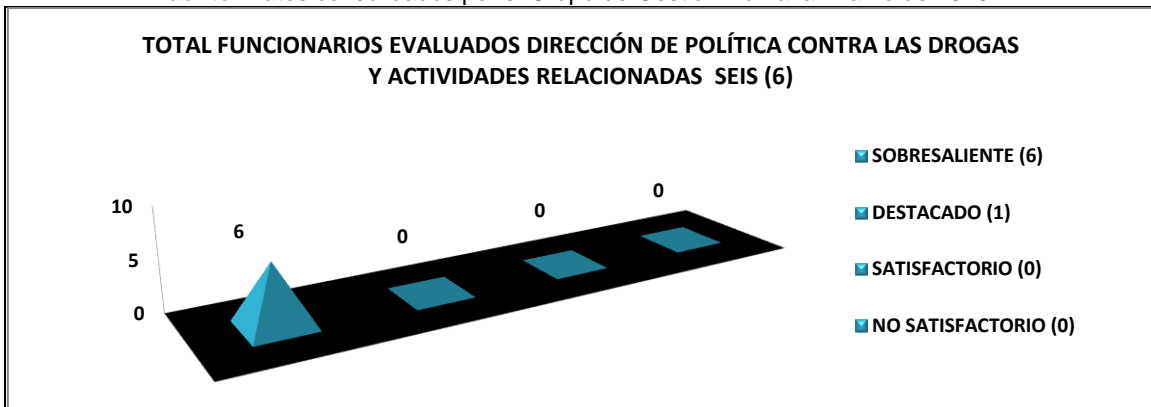 TOTAL FUNCIONARIOS EVALUADOS DIRECCIÓN DE POLÍTICA CONTRA LAS DROGAS
Y ACTIVIDADES RELACIONADAS SEIS (6)
SOBRESALIENTE (6)
DESTACADO (1)
SATISFACTORIO (0)
NO SATISFACTORIO (0)
10
5
0
6
0
0
0